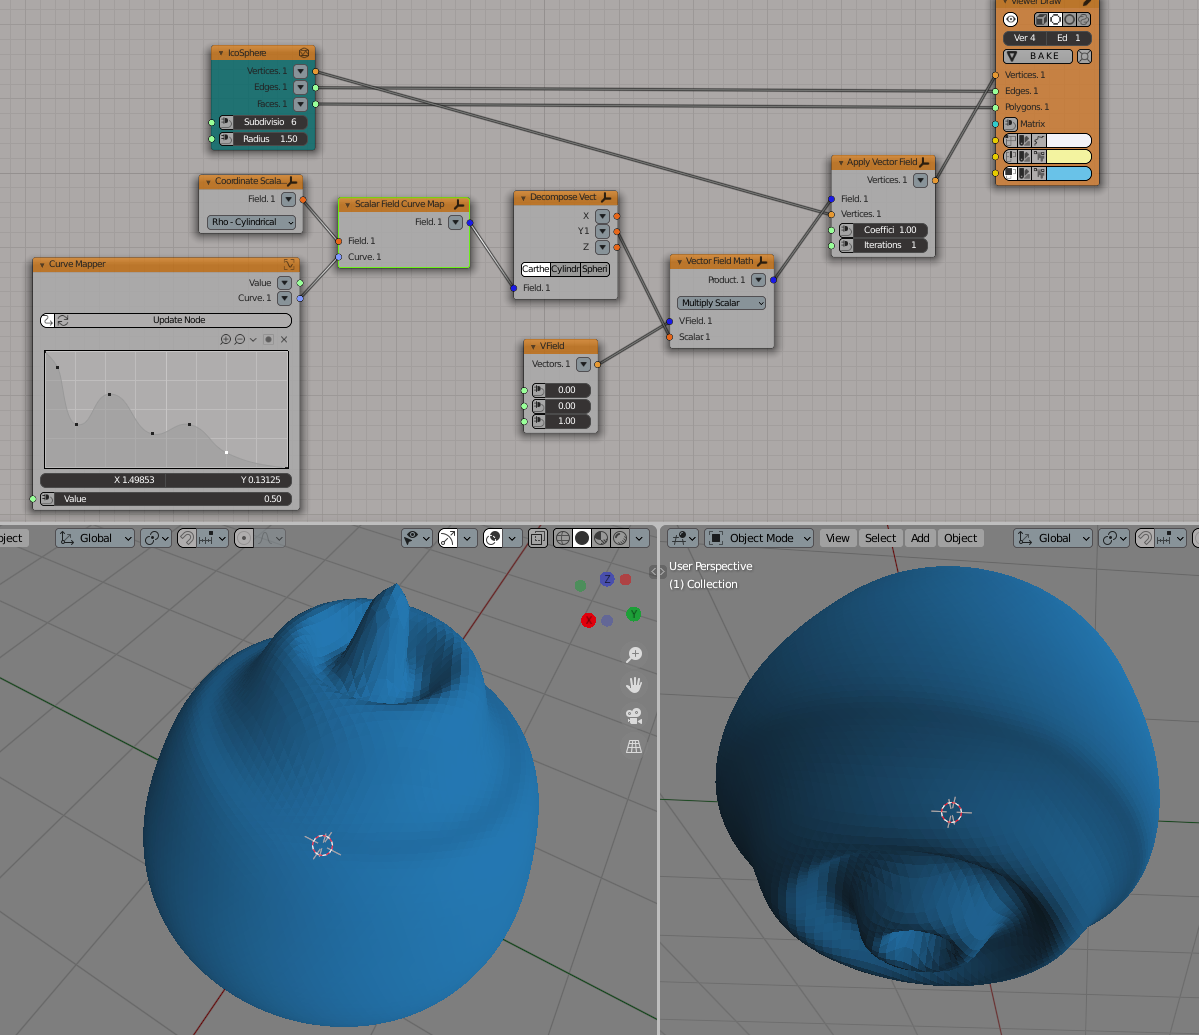 Viewer Draw
Ver 4 Ed 1
BAKE
Vertices. 1
Edges. 1
Polygons. 1
Matrix
IcoSphere
Vertices. 1
Edges. 1
Faces. 1
Subdivisio 6
Radius 1.50
Coordinate Scala..
Field. 1
Rho - Cylindrical
Scalar Field Curve Map
Field. 1
Field. 1
Curve. 1
Decompose Vect
X
Y1
Z
Carthe Cylindr Spheri
Field. 1
Apply Vector Field
Vertices. 1
Field. 1
Vertices. 1
Coeffici 1.00
Iterations 1
Vector Field Math
Product. 1
Multiply Scalar
VField. 1
Scalar. 1
Curve Mapper
Value
Curve. 1
Update Node
X 1.49853 Y 0.13125
Value 0.50
VField
Vectors. 1
0.00
0.00
1.00
oject Global
Z
X
Y
Object Mode View Select Add Object Global
User Perspective
(1) Collection